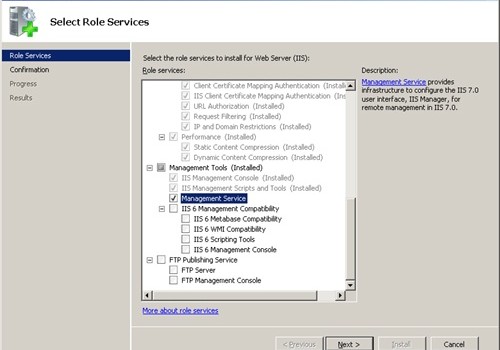 Select Role Services
Role Services
Confirmation
Progress
Results
Select the role services to install for Web Server (IIS):
Role services:
Client Certificate Mapping Authentication (Installed)
IIS Client Certificate Mapping Authentication (In
URL Authorization (Installed)
Request Filtering (Installed)
IP and Domain Restrictions (Installed)
Performance (Installed)
Static Content Compression (Installed)
Dynamic Content Compression (Installed)
Management Tools (Installed)
IIS Management Console (Installed)
IIS Management Scripts and Tools (Installed)
Management Service
IIS 6 Management Compatibility
IIS 6 Metabase Compatibility
IIS 6 WMI Compatibility
IIS 6 Scripting Tools
IIS 6 Management Console
FTP Publishing Service
FTP Server
FTP Management Console
More about role services
Description:
Management Service provides
infrastructure to configure the IIS 7.0
user interface, IIS Manager, for
remote management in IIS 7.0.
< Previous
Next >
Install
Cancel